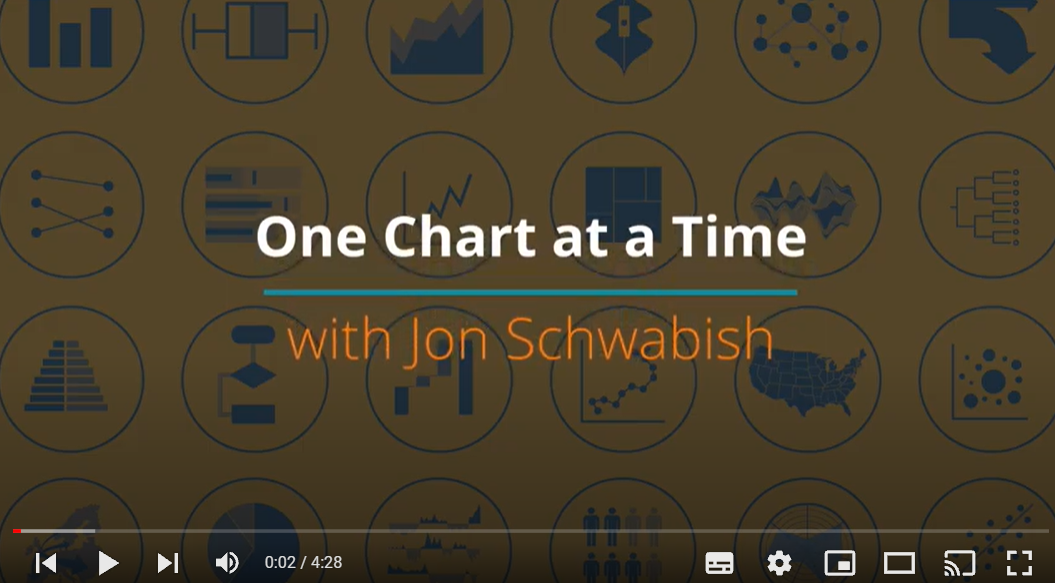 One Chart at a Time
with Jon Schwabish
0:02 / 4:28